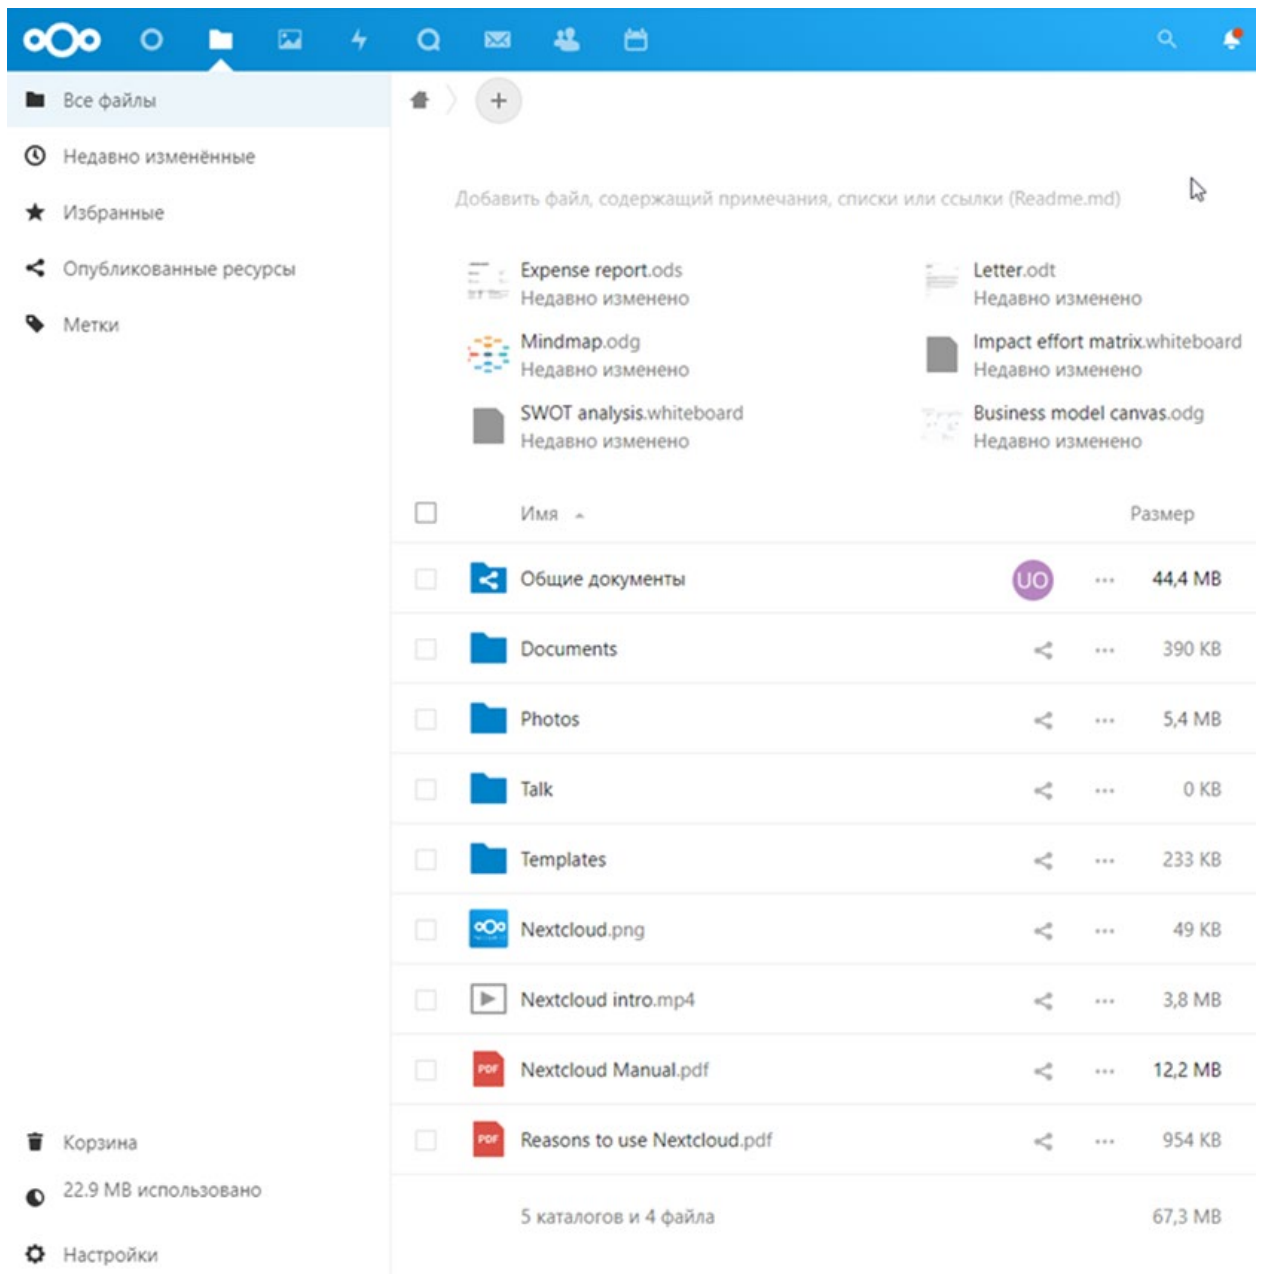 Все файлы
Недавно изменённые
Избранные
Опубликованные ресурсы
Метки
Корзина
22.9 MB использовано
Настройки
Добавить файл, содержащий примечания, списки или ссылки (Readme.md)
Expense report.ods
Недавно изменено
Letter.odt
Недавно изменено
Mindmap.odg
Недавно изменено
Impact effort matrix.whiteboard
Недавно изменено
SWOT analysis.whiteboard
Недавно изменено
Business model canvas.odg
Недавно изменено
Имя Размер
Общие документы UO ... 44,4 MB
Documents ... 390 KB
Photos ... 5,4 MB
Talk ... 0 KB
Templates ... 233 KB
Nextcloud.png ... 49 KB
Nextcloud intro.mp4 ... 3,8 MB
PDF Nextcloud Manual.pdf ... 12,2 MB
PDF Reasons to use Nextcloud.pdf ... 954 KB
5 каталогов и 4 файла 67,3 MB